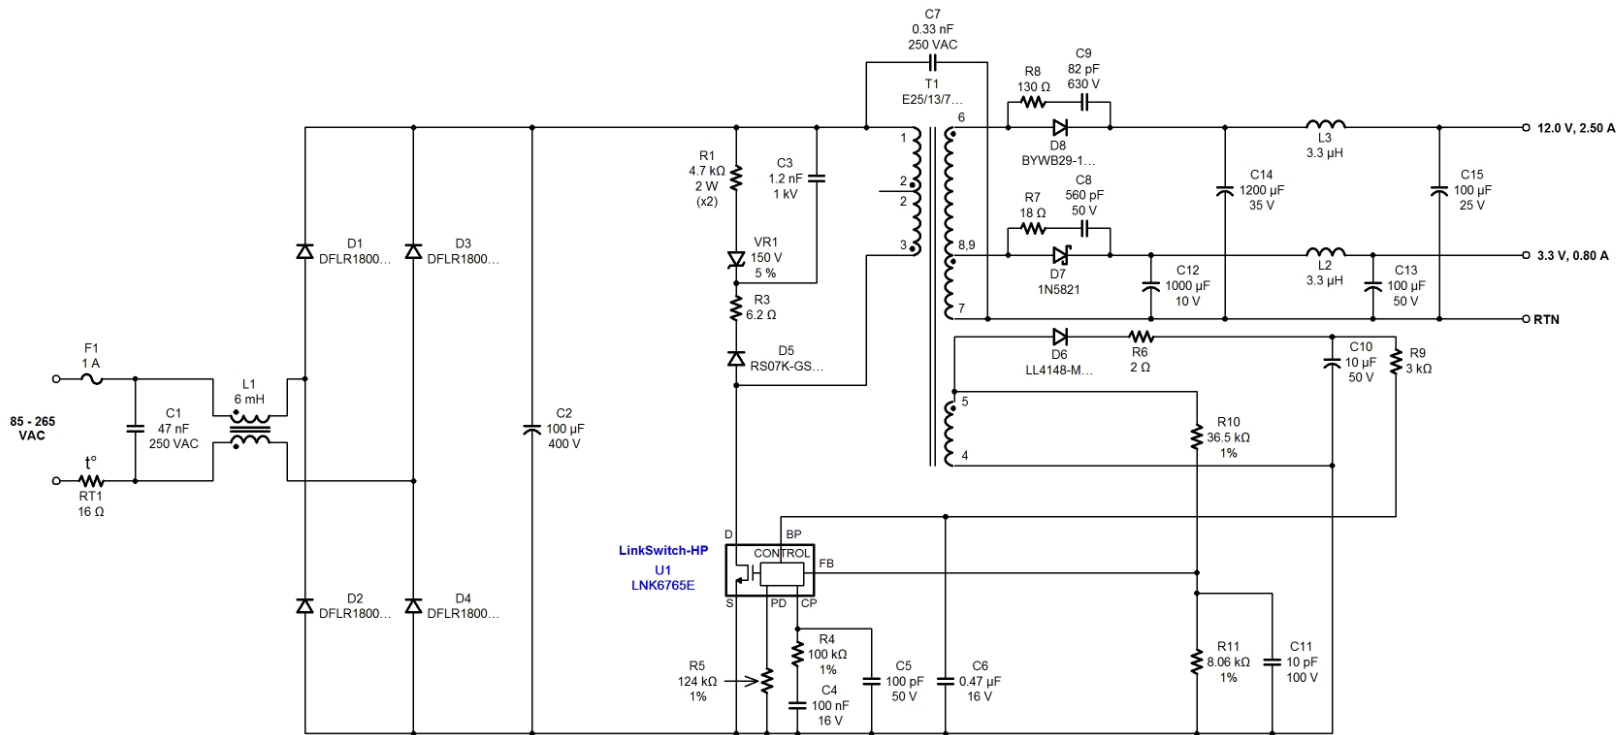 C7
0.33 nF
250 VAC
T1
E25/13/7...
R8
130 Ω
C9
82 pF
630 V
6
D8
BYWB29-1...
12.0 V, 2.50 A
L3
3.3 µH
1
2
2
3
R1
4.7 kΩ
2 W
(x2)
C3
1.2 nF
1 kV
C14
1200 µF
35 V
C15
100 µF
25 V
R7
18 Ω
C8
560 pF
50 V
8,9
D7
1N5821
3.3 V, 0.80 A
L2
3.3 µH
D1
DFLR1800...
D3
DFLR1800...
VR1
150 V
5 %
R3
6.2 Ω
C12
1000 µF
10 V
C13
100 µF
50 V
7
RTN
D5
RS07K-GS...
D6
LL4148-M...
R6
2 Ω
C10
10 µF
50 V
R9
3 kΩ
F1
1 A
L1
6 mH
85 - 265
VAC
C1
47 nF
250 VAC
C2
100 µF
400 V
5
4
R10
36.5 kΩ
1%
t°
RT1
16 Ω
D
BP
CONTROL
FB
S
PD
CP
LinkSwitch-HP
U1
LNK6765E
D2
DFLR1800...
D4
DFLR1800...
R5
124 kΩ
1%
R4
100 kΩ
1%
C4
100 nF
16 V
C5
100 pF
50 V
C6
0.47 µF
16 V
R11
8.06 kΩ
1%
C11
10 pF
100 V